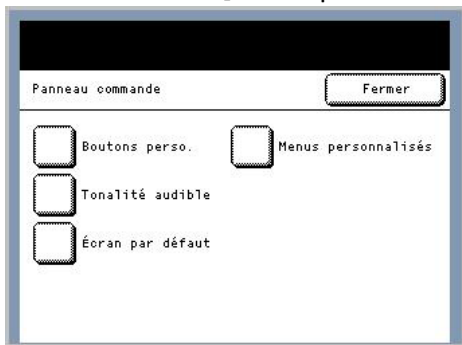 Panneau commande
Fermer
Boutons perso.
Menus personnalisés
Tonalité audible
Écran par défaut